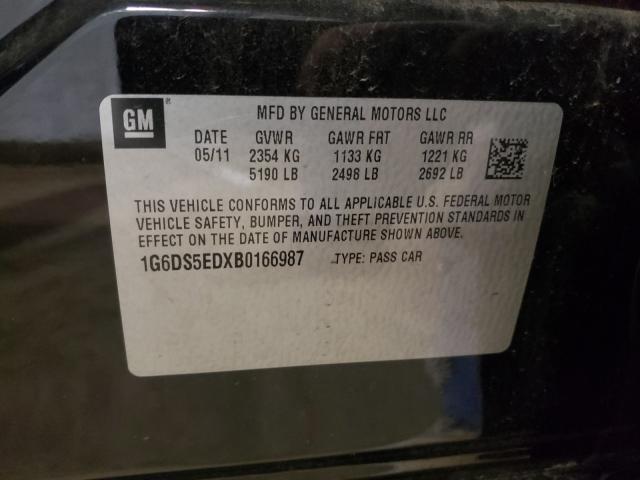 GM ®
MFD BY GENERAL MOTORS LLC
DATE GVWR GAWR FRT GAWR RR
05/11 2354 KG 1133 KG 1221 KG
5190 LB 2498 LB 2692 LB
THIS VEHICLE CONFORMS TO ALL APPLICABLE U.S. FEDERAL MOTOR
VEHICLE SAFETY, BUMPER, AND THEFT PREVENTION STANDARDS IN
EFFECT ON THE DATE OF MANUFACTURE SHOWN ABOVE.
1G6DS5EDXB0166987 TYPE: PASS CAR